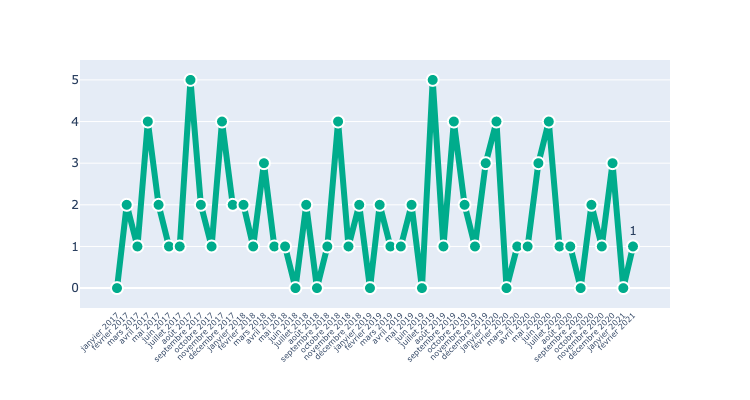 5
4
3
2
1
0
1
janvier 2017
février 2017
mars 2017
avril 2017
mai 2017
juin 2017
juillet 2017
août 2017
septembre 2017
octobre 2017
novembre 2017
décembre 2017
janvier 2018
février 2018
mars 2018
avril 2018
mai 2018
juin 2018
juillet 2018
août 2018
septembre 2018
octobre 2018
novembre 2018
décembre 2018
janvier 2019
février 2019
mars 2019
avril 2019
mai 2019
juin 2019
juillet 2019
août 2019
septembre 2019
octobre 2019
novembre 2019
décembre 2019
janvier 2020
février 2020
mars 2020
avril 2020
mai 2020
juin 2020
juillet 2020
août 2020
septembre 2020
octobre 2020
novembre 2020
décembre 2020
janvier 2021
février 2021